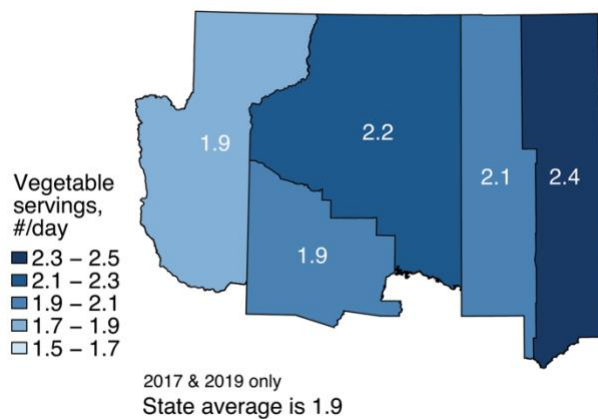 1.9
2.2
2.1
2.4
1.9
Vegetable
servings,
#/day
2.3 – 2.5
2.1 – 2.3
1.9 – 2.1
1.7 – 1.9
1.5 – 1.7
2017 & 2019 only
State average is 1.9